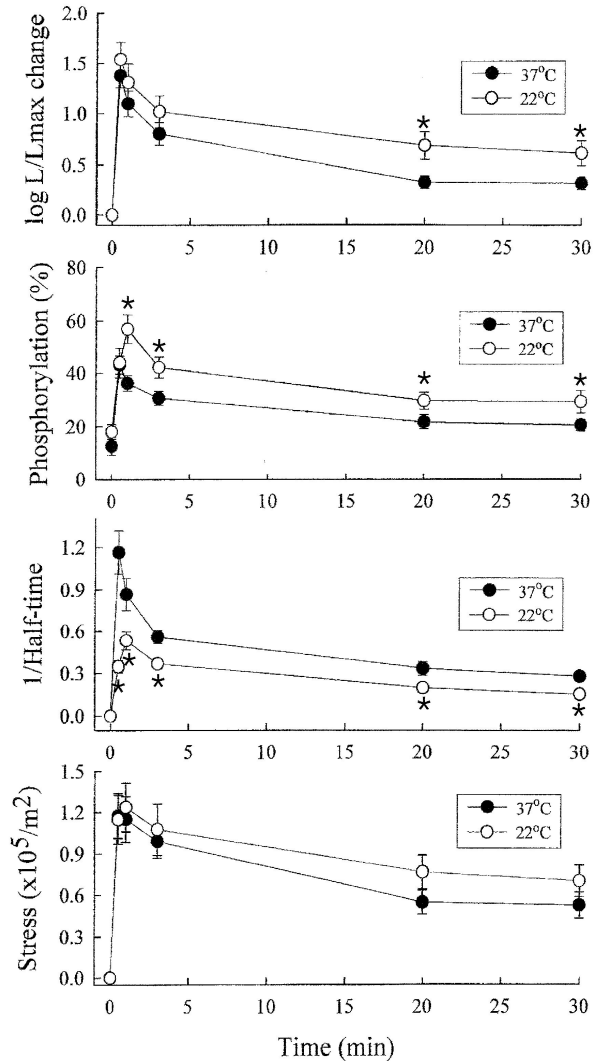 log L/Lmax change
2.0
1.5
1.0
0.5
0.0
37°C
22°C
*
*
0 5 10 15 20 25 30
Phosphorylation (%)
80
60
40
20
0
37°C
22°C
*
*
*
*
0 5 10 15 20 25 30
1/Half-time
1.2
0.9
0.6
0.3
0.0
37°C
22°C
*
*
*
*
*
0 5 10 15 20 25 30
Stress (x10⁵/m2)
1.5
1.2
0.9
0.6
0.3
0.0
37°C
22°C
0 5 10 15 20 25 30
Time (min)